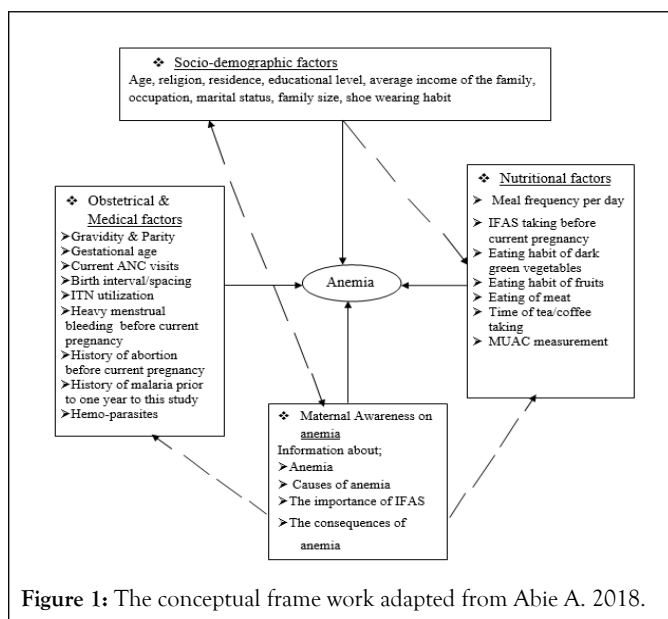 ❖ Socio-demographic factors
Age, religion, residence, educational level, average income of the family,
occupation, marital status, family size, shoe wearing habit
❖ Obstetrical &
Medical factors
➢Gravidity & Parity
➢Gestational age
➢Current ANC visits
➢Birth interval/spacing
➢ITN utilization
➢Heavy menstrual
bleeding before current
pregnancy
➢History of abortion
before current pregnancy
➢History of malaria prior
to one year to this study
➢Hemo-parasites
Anemia
❖ Nutritional factors
➢ Meal frequency per day
➢ IFAS taking before
current pregnancy
➢ Eating habit of dark
green vegetables
➢ Eating habit of fruits
➢ Eating of meat
➢ Time of tea/coffee
taking
➢ MUAC measurement
❖ Maternal Awareness on
anemia
Information about;
➢Anemia
➢ Causes of anemia
➢The importance of IFAS
➢ The consequences of
anemia
Figure 1: The conceptual frame work adapted from Abie A. 2018.